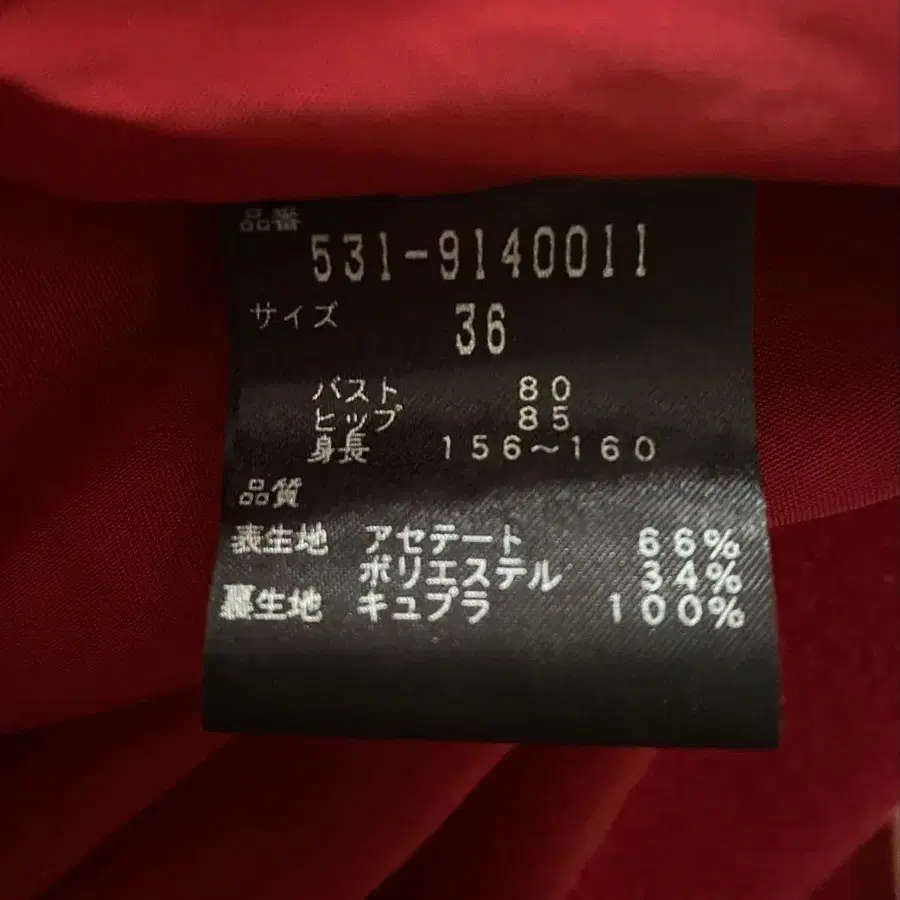 品番
531-9140011
サイズ 36
バスト 80
ヒップ 85
身長 156～160
品質
表生地 アセテート 66%
ポリエステル 34%
裏生地 キュプラ 100%